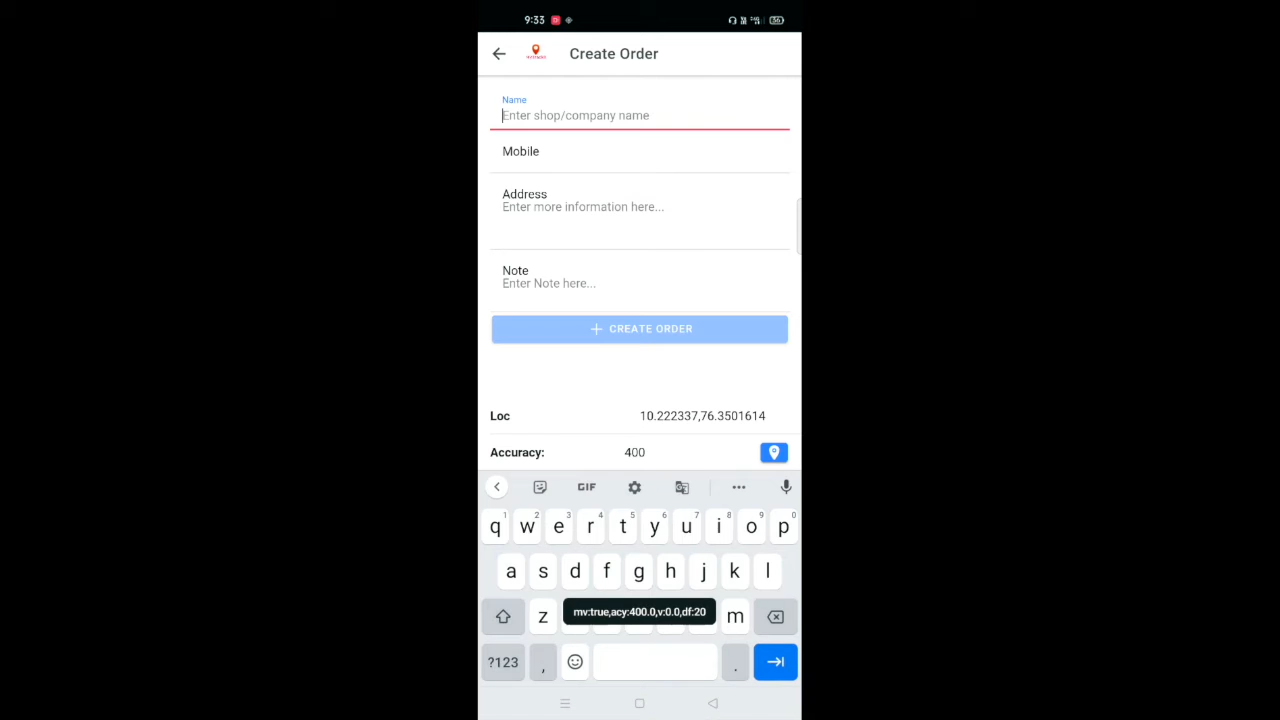 9:33
36
Create Order
Name
Enter shop/company name
Mobile
Address
Enter more information here...
Note
Enter Note here...
CREATE ORDER
Loc 10.222337,76.3501614
Accuracy: 400
GIF
1 2 3 4 5 6 7 8 9 0
q w e r t y u i o p
a s d f g h j k l
z m
mv:true,acy:400.0,v:0.0,df:20
?123 , .